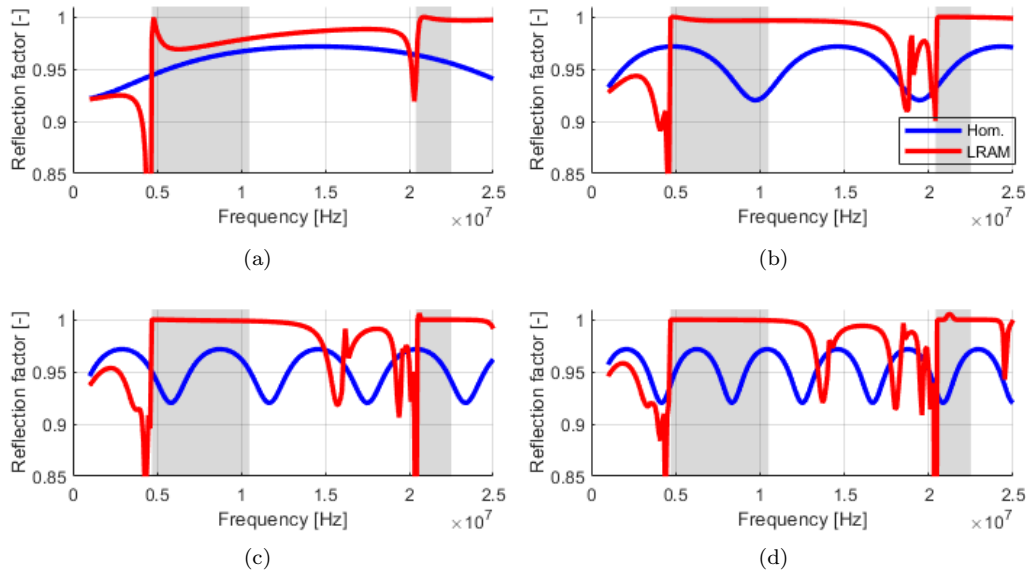 Reflection factor [-]
1
0.95
0.9
0.85
0 0.5 1 1.5 2 2.5
Frequency [Hz] ×10^7
(a)
Reflection factor [-]
1
0.95
0.9
0.85
Hom.
LRAM
0 0.5 1 1.5 2 2.5
Frequency [Hz] ×10^7
(b)
Reflection factor [-]
1
0.95
0.9
0.85
0 0.5 1 1.5 2 2.5
Frequency [Hz] ×10^7
(c)
Reflection factor [-]
1
0.95
0.9
0.85
0 0.5 1 1.5 2 2.5
Frequency [Hz] ×10^7
(d)